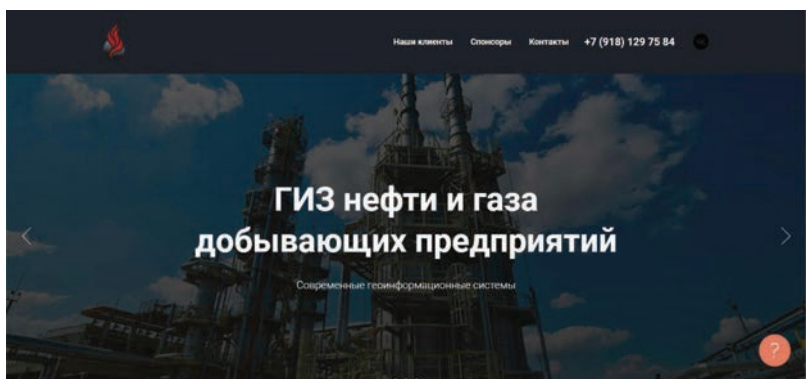 Наши клиенты Спонсоры Контакты +7 (918) 129 75 84
ГИЗ нефти и газа
добывающих предприятий
Современные геоинформационные системы
?